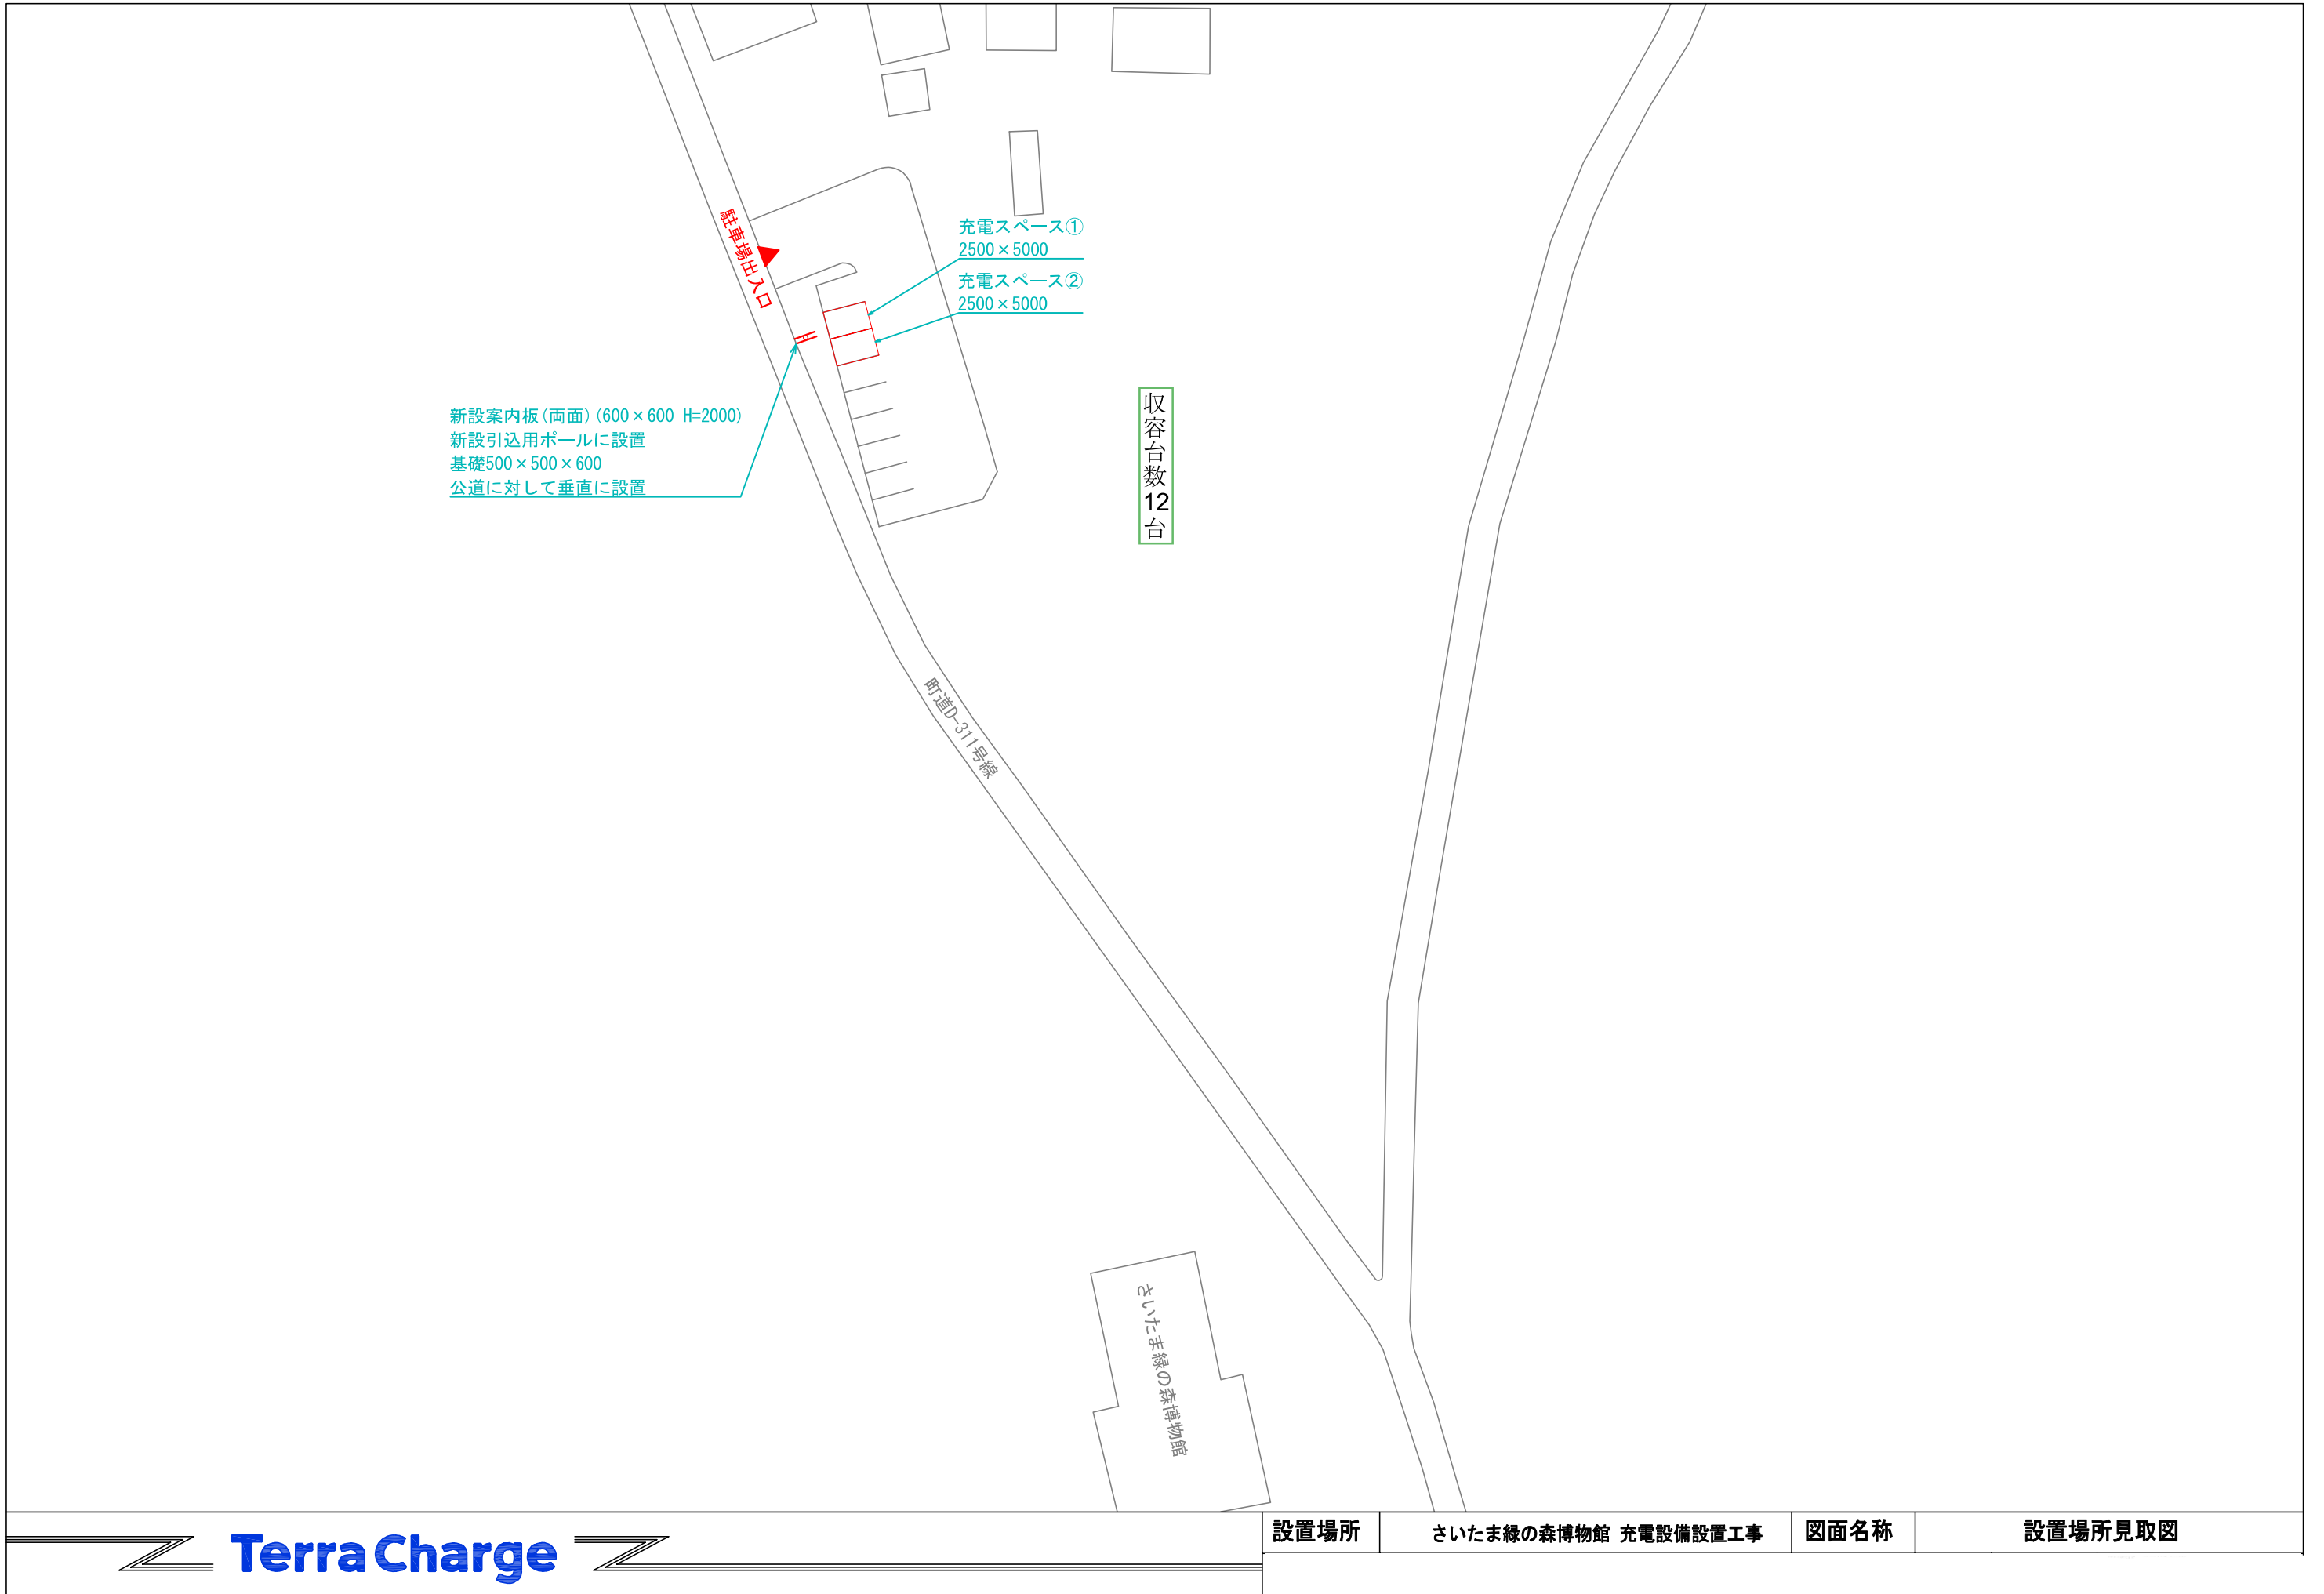 駐車場出入口
充電スペース①
2500×5000
充電スペース②
2500×5000
新設案内板(両面)(600×600 H=2000)
新設引込用ポールに設置
基礎500×500×600
公道に対して垂直に設置
収容台数12台
町道D-311号線
さいたま緑の森博物館
Terra Charge
設置場所
さいたま緑の森博物館 充電設備設置工事
図面名称
設置場所見取図